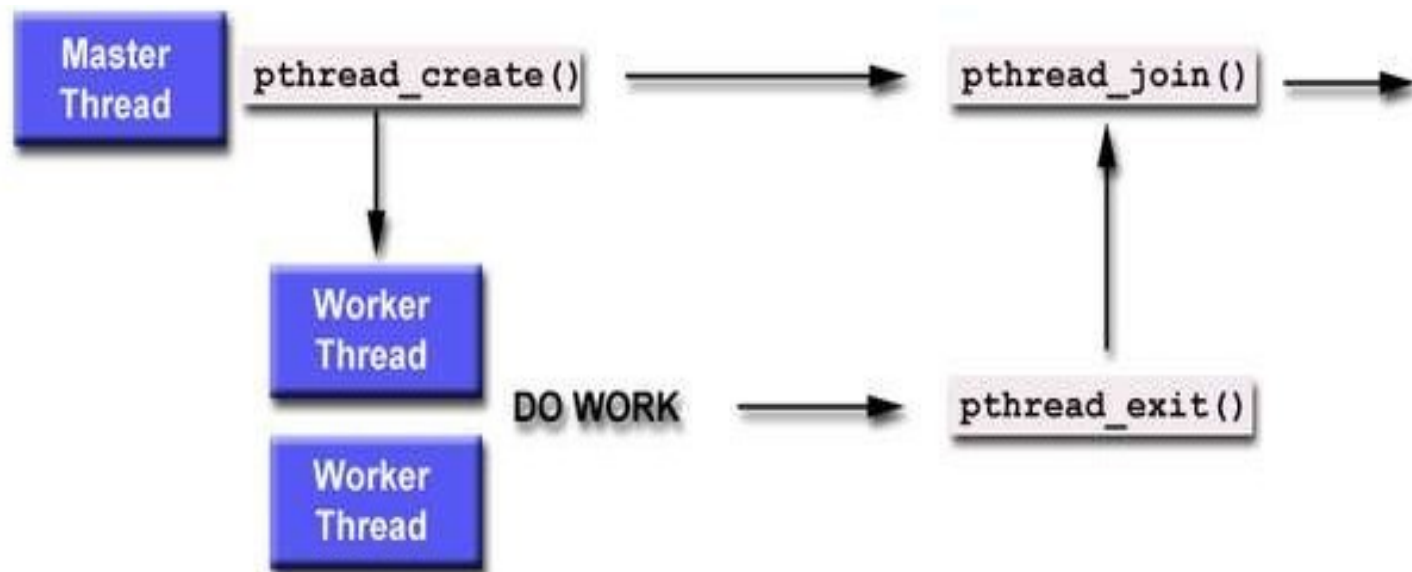 Master
Thread
pthread_create()
pthread_join()
Worker
Thread
DO WORK
pthread_exit()
Worker
Thread